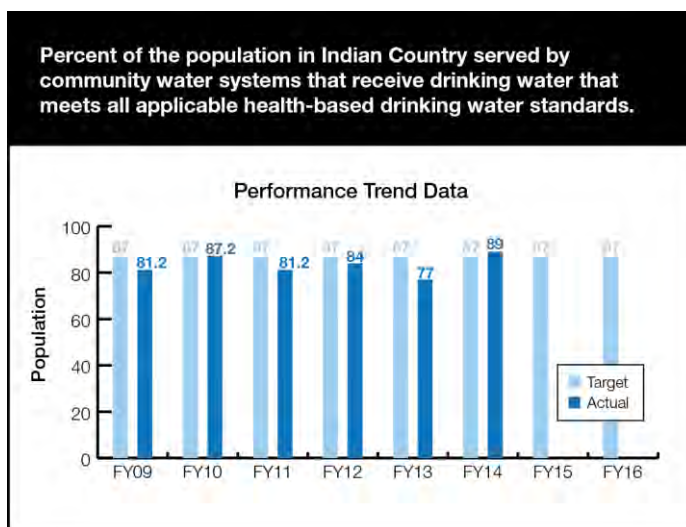 Percent of the population in Indian Country served by
community water systems that receive drinking water that
meets all applicable health-based drinking water standards.
Performance Trend Data
Population
100
80
60
40
20
0
87 81.2 87 87.2 87 81.2 87 84 87 77 87 89 87 87
Target
Actual
FY09 FY10 FY11 FY12 FY13 FY14 FY15 FY16